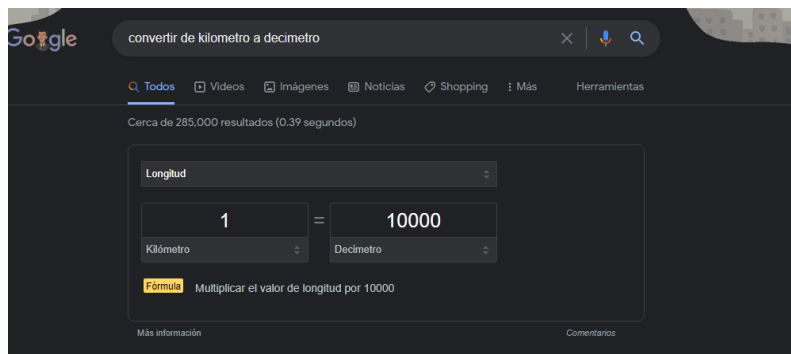 Google
convertir de kilometro a decimetro
Todos Videos Imágenes Noticias Shopping Más Herramientas
Cerca de 285,000 resultados (0.39 segundos)
Longitud
1 = 10000
Kilómetro Decimetro
Fórmula Multiplicar el valor de longitud por 10000
Más información Comentarios